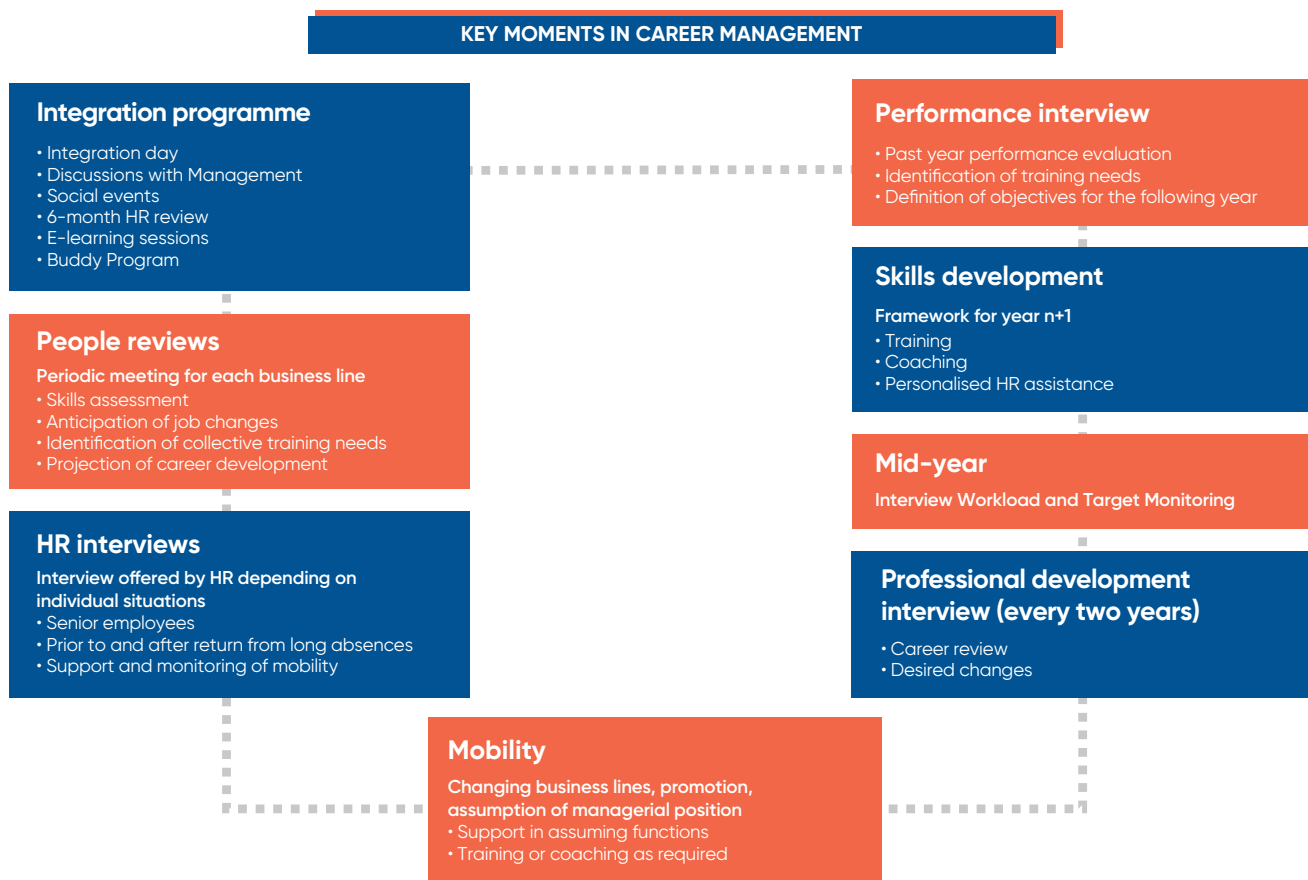 KEY MOMENTS IN CAREER MANAGEMENT
Integration programme
• Integration day
• Discussions with Management
• Social events
• 6-month HR review
• E-learning sessions
• Buddy Program
People reviews
Periodic meeting for each business line
• Skills assessment
• Anticipation of job changes
• Identification of collective training needs
• Projection of career development
HR interviews
Interview offered by HR depending on
individual situations
• Senior employees
• Prior to and after return from long absences
• Support and monitoring of mobility
Mobility
Changing business lines, promotion,
assumption of managerial position
• Support in assuming functions
• Training or coaching as required
Performance interview
• Past year performance evaluation
• Identification of training needs
• Definition of objectives for the following year
Skills development
Framework for year n+1
• Training
• Coaching
• Personalised HR assistance
Mid-year
Interview Workload and Target Monitoring
Professional development
interview (every two years)
• Career review
• Desired changes